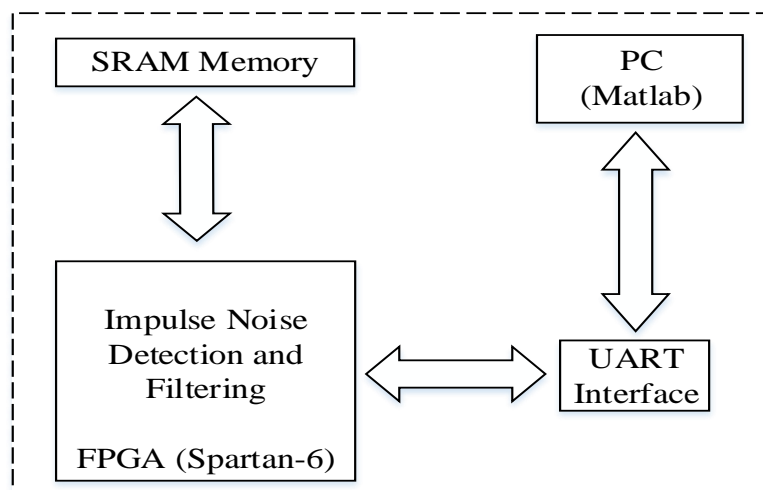 SRAM Memory
PC
(Matlab)
Impulse Noise
Detection and
Filtering
FPGA (Spartan-6)
UART
Interface